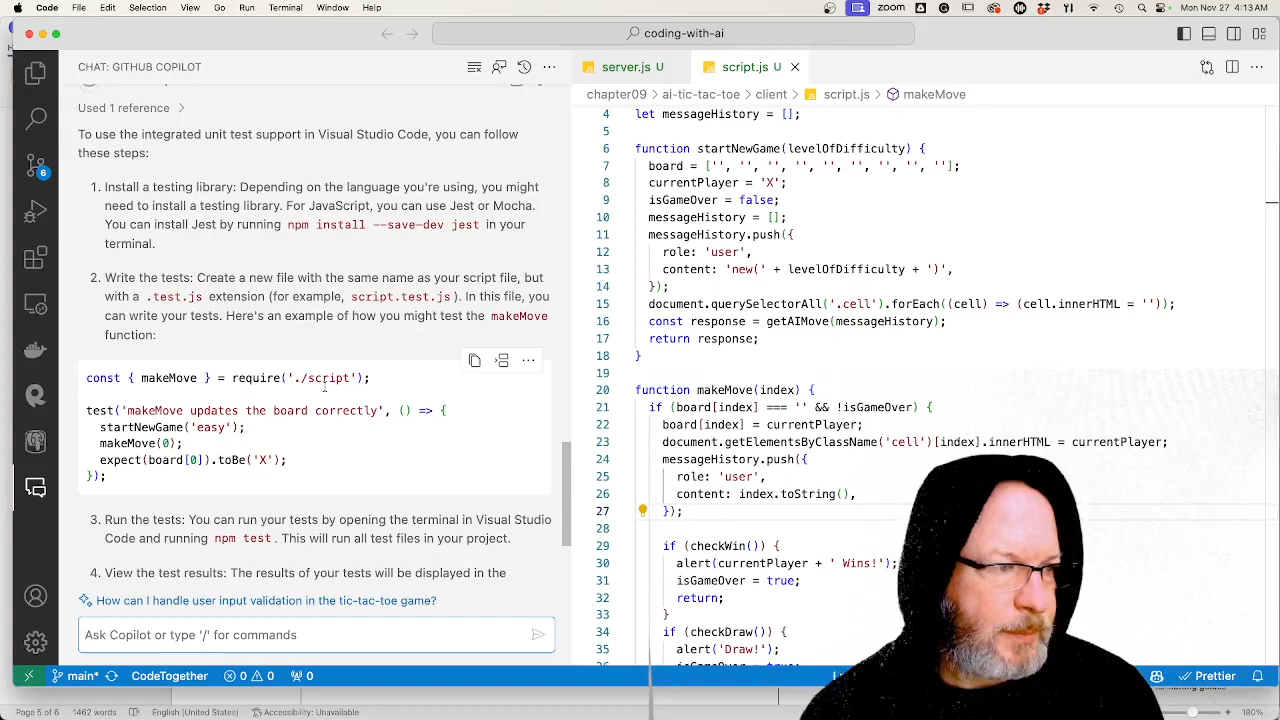 Code File Edit Selection View Go Run Terminal Window Help zoom Mon Nov 27 4:13 AM
coding-with-ai
CHAT: GITHUB COPILOT
Used 1 reference >
To use the integrated unit test support in Visual Studio Code, you can follow
these steps:
1. Install a testing library: Depending on the language you're using, you might
need to install a testing library. For JavaScript, you can use Jest or Mocha.
You can install Jest by running npm install --save-dev jest in your
terminal.
2. Write the tests: Create a new file with the same name as your script file, but
with a .test.js extension (for example, script.test.js). In this file, you
can write your tests. Here's an example of how you might test the makeMove
function:
const { makeMove } = require('./script');
test('makeMove updates the board correctly', () => {
startNewGame('easy');
makeMove(0);
expect(board[0]).toBe('X');
});
3. Run the tests: You can run your tests by opening the terminal in Visual Studio
Code and running npm test. This will run all test files in your project.
4. View the test : The results of your tests will be displayed in the
How can I handle user input validation in the tic-tac-toe game?
Ask Copilot or type '/' for commands
server.js U
script.js U
chapter09 > ai-tic-tac-toe > client > JS script.js > makeMove
4 let messageHistory = [];
5
6 function startNewGame(levelOfDifficulty) {
7 board = ['', '', '', '', '', '', '', '', ''];
8 currentPlayer = 'X';
9 isGameOver = false;
10 messageHistory = [];
11 messageHistory.push({
12 role: 'user',
13 content: 'new(' + levelOfDifficulty + ')',
14 });
15 document.querySelectorAll('.cell').forEach((cell) => (cell.innerHTML = ''));
16 const response = getAIMove(messageHistory);
17 return response;
18 }
19
20 function makeMove(index) {
21 if (board[index] === '' && !isGameOver) {
22 board[index] = currentPlayer;
23 document.getElementsByClassName('cell')[index].innerHTML = currentPlayer;
24 messageHistory.push({
25 role: 'user',
26 content: index.toString(),
27 });
28
29 if (checkWin()) {
30 alert(currentPlayer + ' Wins!');
31 isGameOver = true;
32 return;
33 }
34 if (checkDraw()) {
35 alert('Draw!');
isGameOver = true;
main* CodeTogether 0 0 0 Prettier
Page 5 of 6 1462 words English (United States) Accessibility: Unavailable 180%